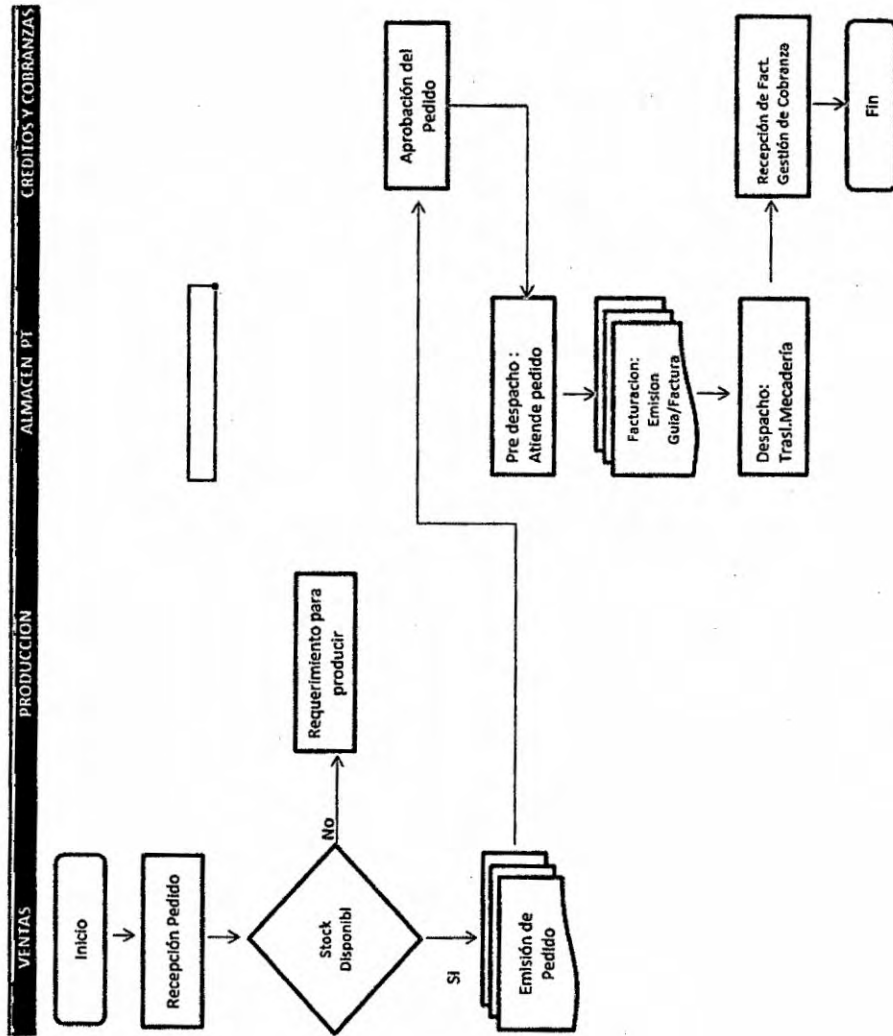 VENTAS
PRODUCCION
ALMACEN PT
CREDITOS Y COBRANZAS
Inicio
Recepción Pedido
Stock
Disponibl
No
SI
Requerimiento para
producir
Emisión de
Pedido
Aprobación del
Pedido
Pre despacho :
Atiende pedido
Facturacion:
Emision
Guia/Factura
Despacho:
Trasl.Mecadería
Recepción de Fact.
Gestión de Cobranza
Fin